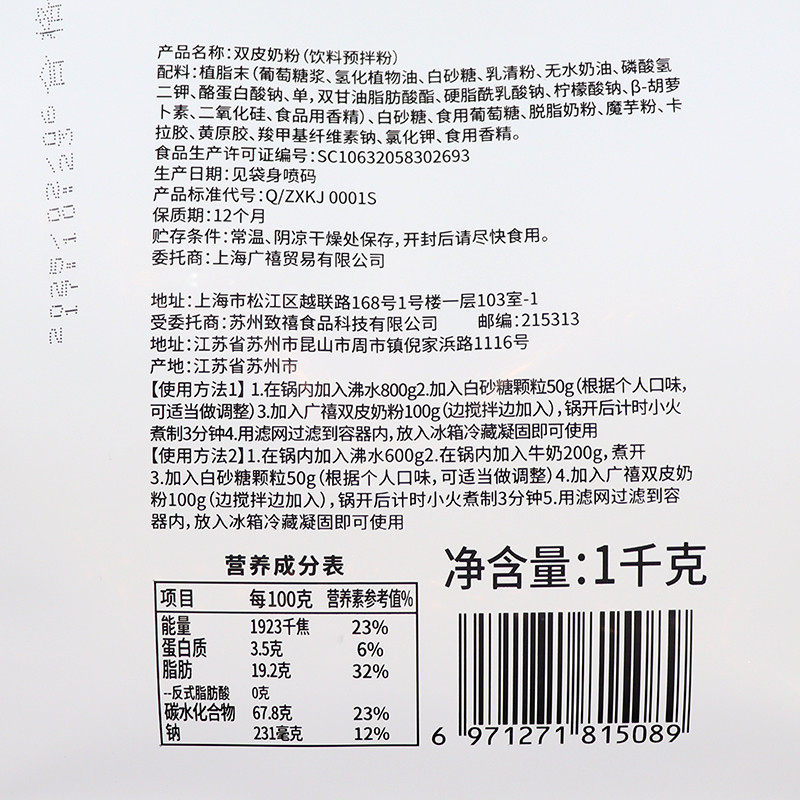 产品名称:双皮奶粉(饮料预拌粉)
配料:植脂末(葡萄糖浆、氢化植物油、白砂糖、乳清粉、无水奶油、磷酸氢
二钾、酪蛋白酸钠、单,双甘油脂肪酸酯、硬脂酰乳酸钠、柠檬酸钠、β-胡萝
卜素、二氧化硅、食品用香精)、白砂糖、食用葡萄糖、脱脂奶粉、魔芋粉、卡
拉胶、黄原胶、羧甲基纤维素钠、氯化钾、食用香精。
食品生产许可证编号:SC10632058302693
生产日期:见袋身喷码
产品标准代号:Q/ZXKJ 0001S
保质期:12个月
贮存条件:常温、阴凉干燥处保存,开封后请尽快食用。
委托商:上海广禧贸易有限公司
地址:上海市松江区越联路168号1号楼一层103室-1
受委托商:苏州致禧食品科技有限公司 邮编:215313
地址:江苏省苏州市昆山市周市镇倪家浜路1116号
产地:江苏省苏州市
【使用方法1】1.在锅内加入沸水800g2.加入白砂糖颗粒50g(根据个人口味,
可适当做调整)3.加入广禧双皮奶粉100g(边搅拌边加入),锅开后计时小火
煮制3分钟4.用滤网过滤到容器内,放入冰箱冷藏凝固即可使用
【使用方法2】1.在锅内加入沸水600g2.在锅内加入牛奶200g,煮开
3.加入白砂糖颗粒50g(根据个人口味,可适当做调整)4.加入广禧双皮奶
粉100g(边搅拌边加入),锅开后计时小火煮制3分钟5.用滤网过滤到容
器内,放入冰箱冷藏凝固即可使用
营养成分表
项目 每100克 营养素参考值%
能量 1923千焦 23%
蛋白质 3.5克 6%
脂肪 19.2克 32%
--反式脂肪酸 0克
碳水化合物 67.8克 23%
钠 231毫克 12%
净含量:1千克
6 971271 815089